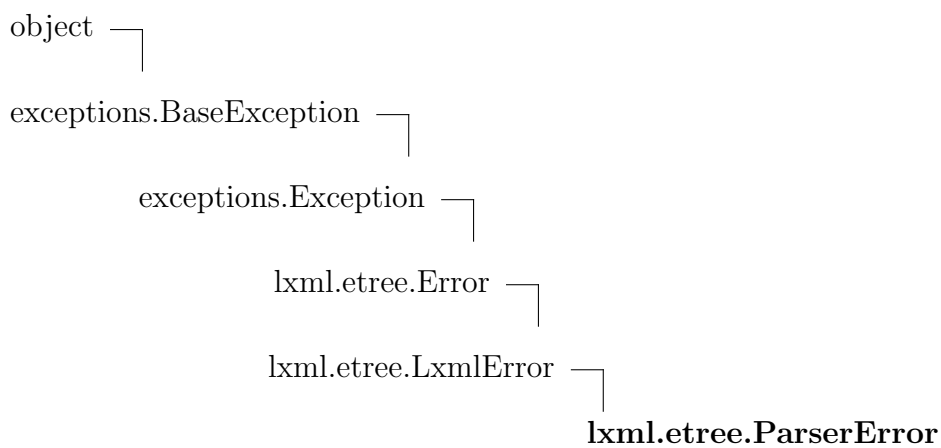 object
exceptions.BaseException
exceptions.Exception
lxml.etree.Error
lxml.etree.LxmlError
lxml.etree.ParserError